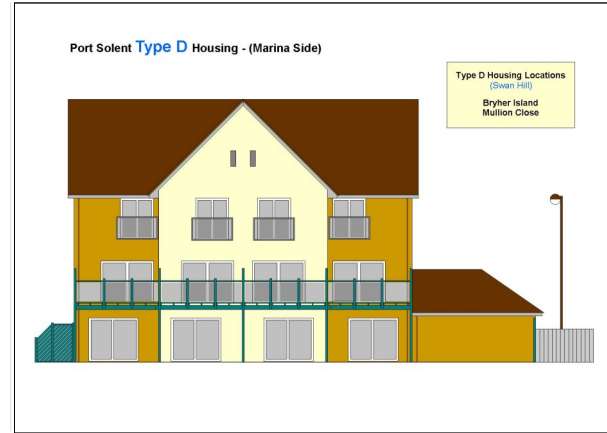 Port Solent Type D Housing - (Marina Side)
Type D Housing Locations
(Swan Hill)
Bryher Island
Mullion Close